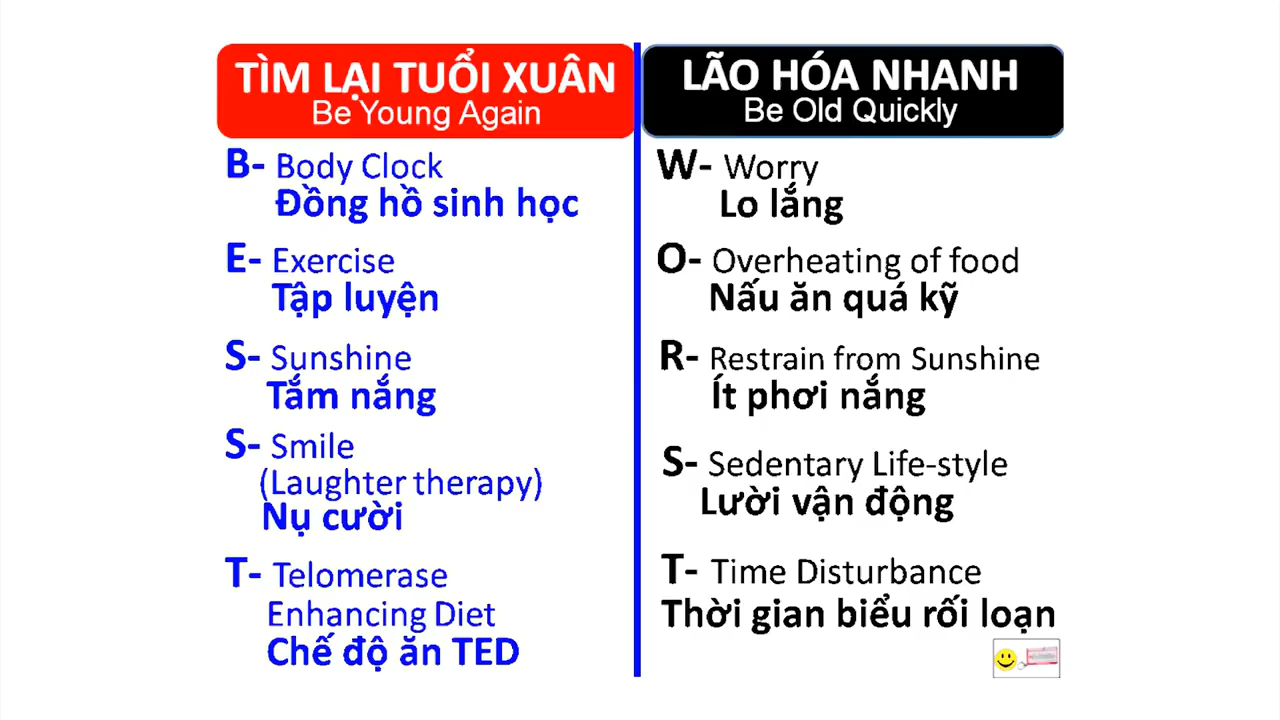 TÌM LẠI TUỔI XUÂN
Be Young Again
B- Body Clock
Đồng hồ sinh học
E- Exercise
Tập luyện
S- Sunshine
Tắm nắng
S- Smile
(Laughter therapy)
Nụ cười
T- Telomerase
Enhancing Diet
Chế độ ăn TED
LÃO HÓA NHANH
Be Old Quickly
W- Worry
Lo lắng
O- Overheating of food
Nấu ăn quá kỹ
R- Restrain from Sunshine
Ít phơi nắng
S- Sedentary Life-style
Lười vận động
T- Time Disturbance
Thời gian biểu rối loạn